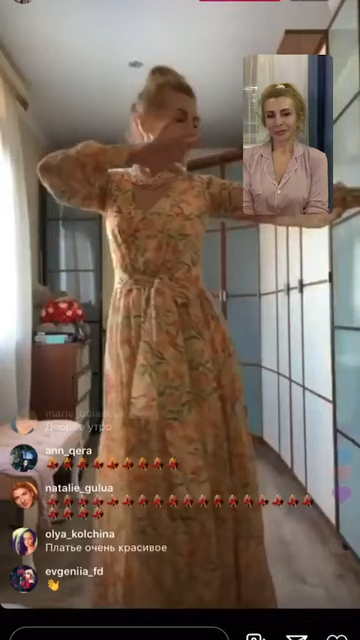 Доброе утро
ann_qera
natalie_gulua
olya_kolchina
Платье очень красивое
evgeniia_fd